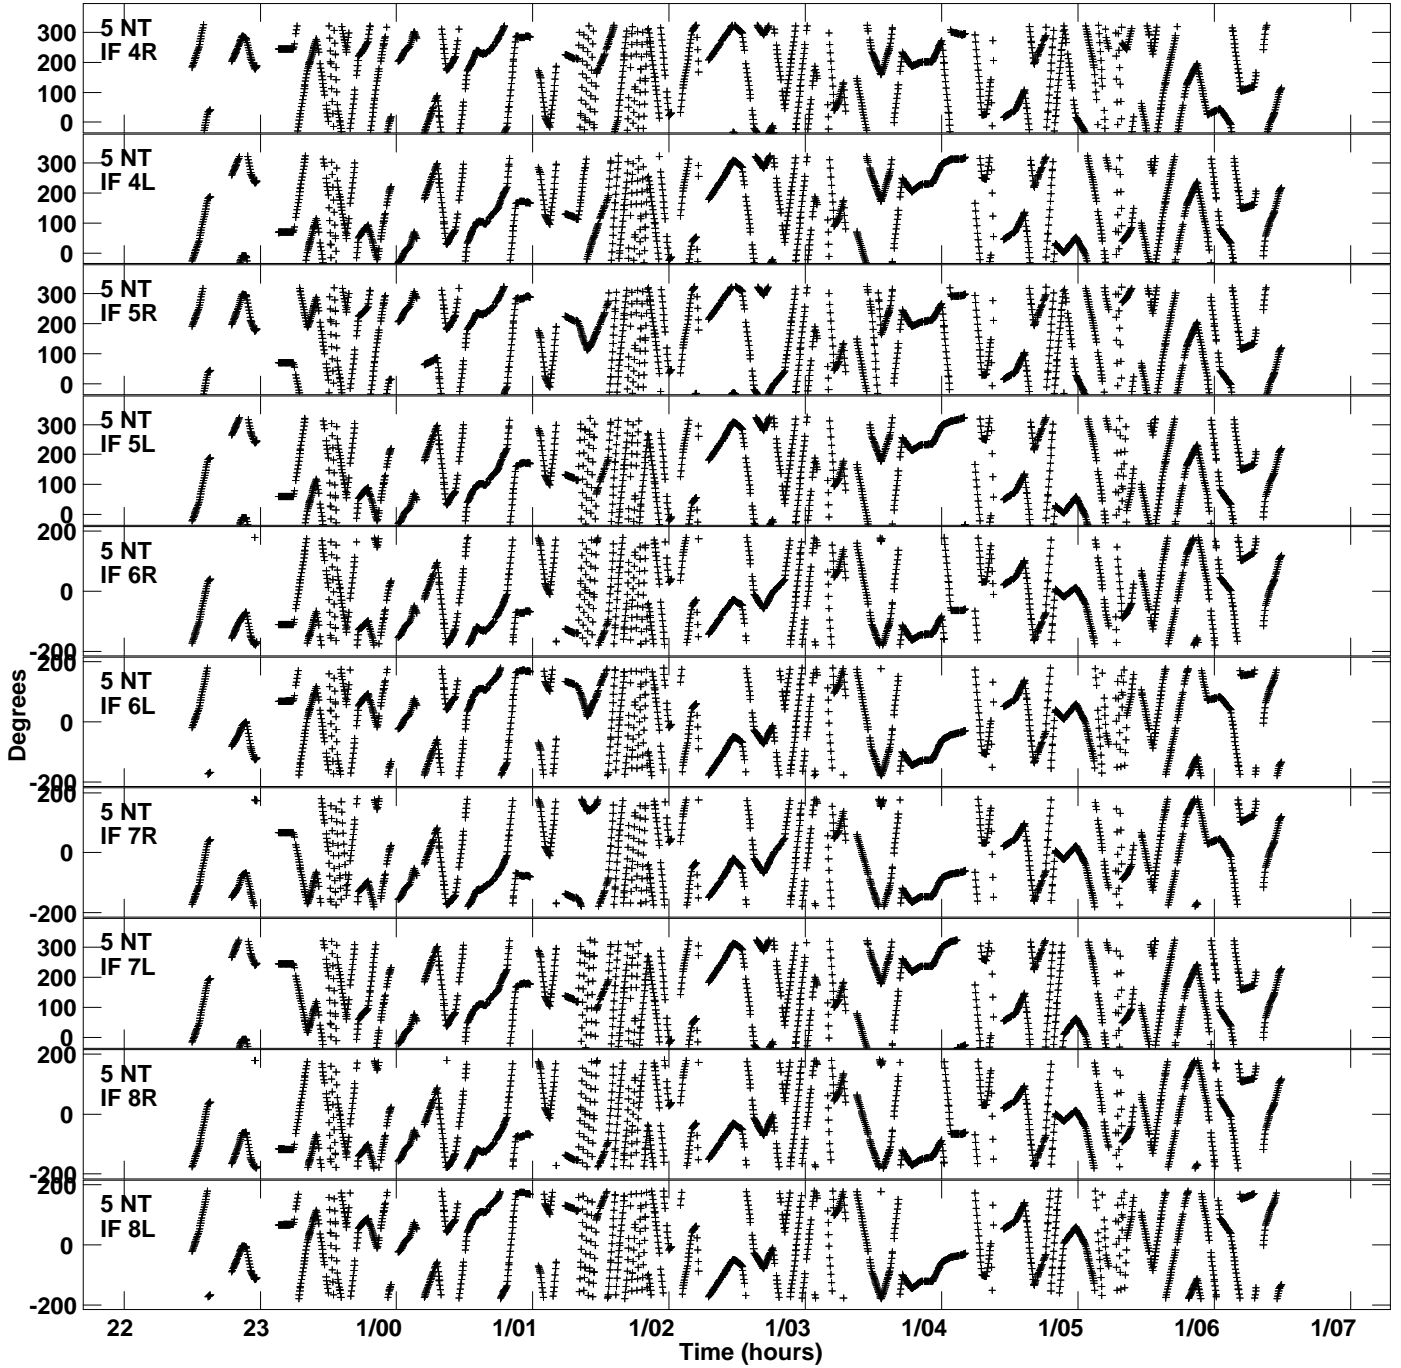 5 NT
IF 4R
300
200
100
0
5 NT
IF 4L
300
200
100
0
5 NT
IF 5R
300
200
100
0
5 NT
IF 5L
300
200
100
0
5 NT
IF 6R
200
0
-200
5 NT
IF 6L
200
0
-200
5 NT
IF 7R
200
0
-200
5 NT
IF 7L
300
200
100
0
5 NT
IF 8R
200
0
-200
5 NT
IF 8L
200
0
-200
Degrees
22 23 1/00 1/01 1/02 1/03 1/04 1/05 1/06 1/07
Time (hours)